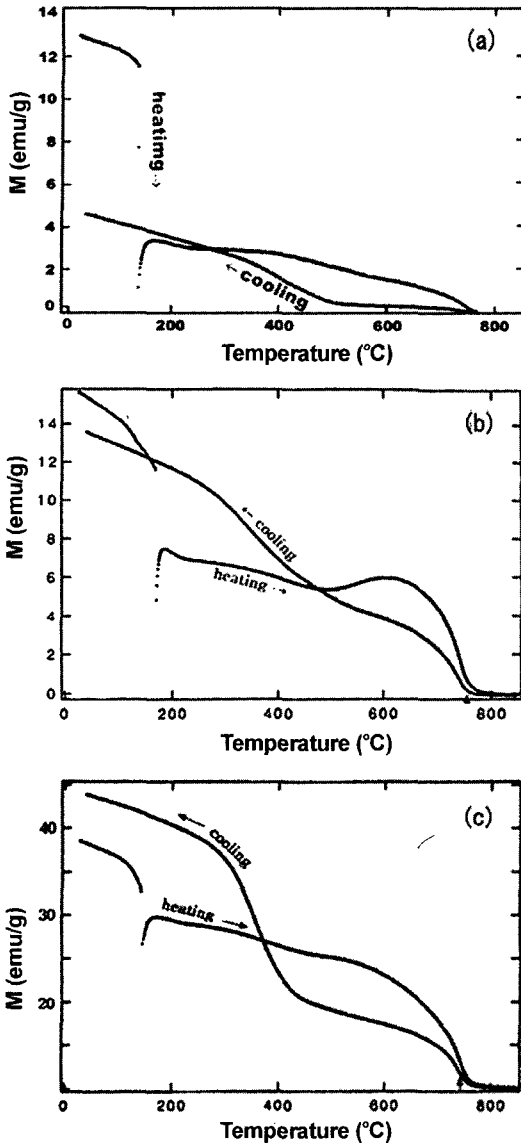 (a)
14
12
10
8
6
4
2
0
M (emu/g)
heating →
← cooling
0 200 400 600 800
Temperature (°C)
(b)
14
12
10
8
6
4
2
0
M (emu/g)
← cooling
heating →
0 200 400 600 800
Temperature (°C)
(c)
40
30
20
M (emu/g)
← cooling
heating →
0 200 400 600 800
Temperature (°C)